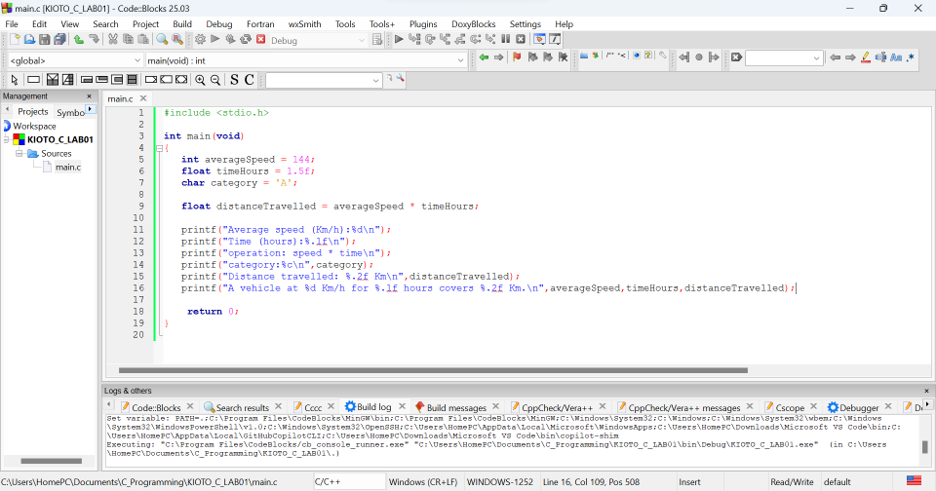 main.c [KIOTO_C_LAB01] - Code::Blocks 25.03
File Edit View Search Project Build Debug Fortran wxSmith Tools Tools+ Plugins DoxyBlocks Settings Help
Debug
<global> main(void) : int
S C
Management
Projects Symbo
Workspace
KIOTO_C_LAB01
Sources
main.c
main.c
1 #include <stdio.h>
2
3 int main(void)
4 {
5 int averageSpeed = 144;
6 float timeHours = 1.5f;
7 char category = 'A';
8
9 float distanceTravelled = averageSpeed * timeHours;
10
11 printf("Average speed (Km/h):%d\n");
12 printf("Time (hours):%.1f\n");
13 printf("operation: speed * time\n");
14 printf("category:%c\n",category);
15 printf("Distance travelled: %.2f Km\n",distanceTravelled);
16 printf("A vehicle at %d Km/h for %.1f hours covers %.2f Km.\n",averageSpeed,timeHours,distanceTravelled);
17
18 return 0;
19 }
20
Logs & others
Code::Blocks Search results Cccc Build log Build messages CppCheck/Vera++ CppCheck/Vera++ messages Cscope Debugger
Set variable: PATH=.;C:\Program Files\CodeBlocks\MinGW\bin;C:\Program Files\CodeBlocks\MinGW;C:\Windows\System32;C:\Windows;C:\Windows\System32\wbem;C:\Windows
\System32\WindowsPowerShell\v1.0;C:\Windows\System32\OpenSSH;C:\Users\HomePC\AppData\Local\Microsoft\WindowsApps;C:\Users\HomePC\Downloads\Microsoft VS Code\bin;C:
\Users\HomePC\AppData\Local\GitHubCopilotCLI;C:\Users\HomePC\Downloads\Microsoft VS Code\bin\copilot-shim
Executing: "C:\Program Files\CodeBlocks/cb_console_runner.exe" "C:\Users\HomePC\Documents\C_Programming\KIOTO_C_LAB01\bin\Debug\KIOTO_C_LAB01.exe" (in C:\Users
\HomePC\Documents\C_Programming\KIOTO_C_LAB01\.)
C:\Users\HomePC\Documents\C_Programming\KIOTO_C_LAB01\main.c C/C++ Windows (CR+LF) WINDOWS-1252 Line 16, Col 109, Pos 508 Insert Read/Write default